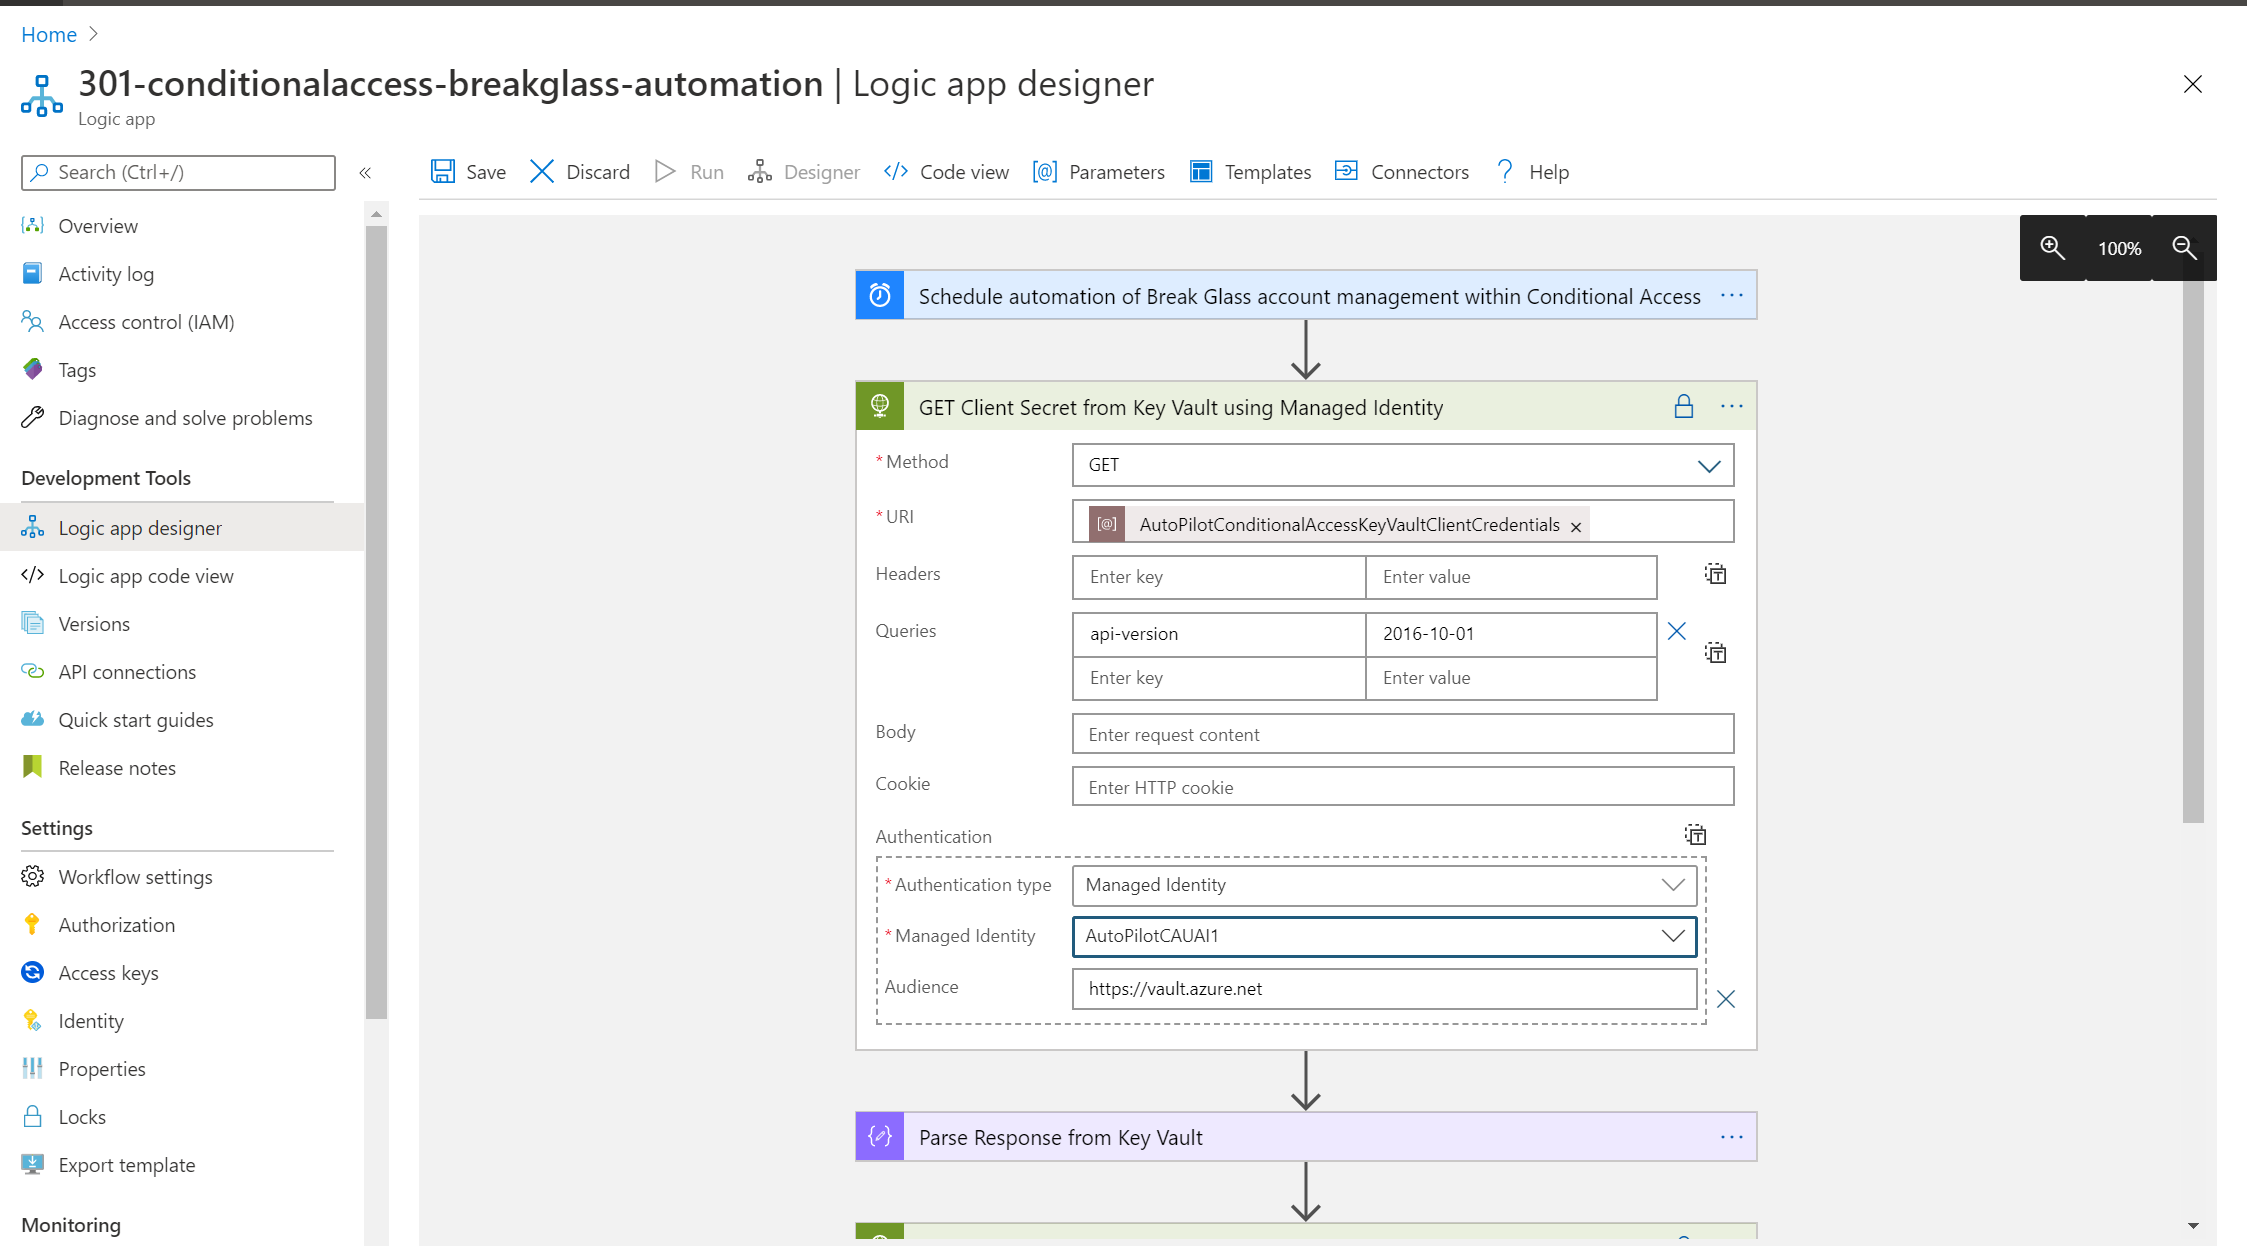 Home
301-conditionalaccess-breakglass-automation | Logic app designer
Logic app
Search (Ctrl+/)
«
Save
Discard
Run
Designer
Code view
Parameters
Templates
Connectors
Help
Overview
Activity log
Access control (IAM)
Tags
Diagnose and solve problems
Development Tools
Logic app designer
Logic app code view
Versions
API connections
Quick start guides
Release notes
Settings
Workflow settings
Authorization
Access keys
Identity
Properties
Locks
Export template
Monitoring
100%
Schedule automation of Break Glass account management within Conditional Access
GET Client Secret from Key Vault using Managed Identity
* Method
GET
* URI
AutoPilotConditionalAccessKeyVaultClientCredentials
Headers
Enter key
Enter value
Queries
api-version
2016-10-01
Enter key
Enter value
Body
Enter request content
Cookie
Enter HTTP cookie
Authentication
* Authentication type
Managed Identity
* Managed Identity
AutoPilotCAUAI1
Audience
https://vault.azure.net
Parse Response from Key Vault